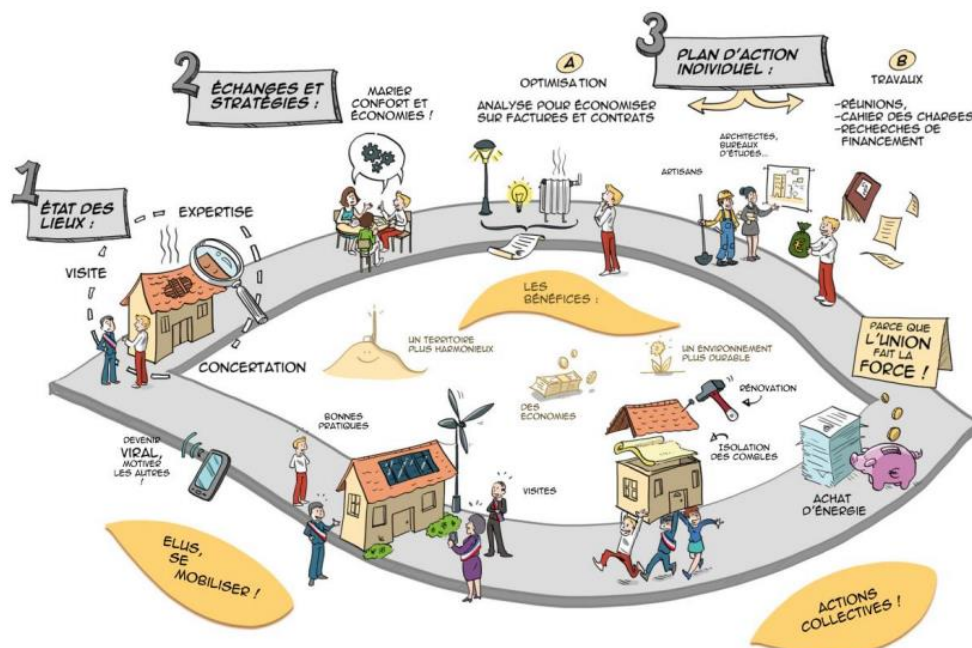 1
ÉTAT DES
LIEUX :
VISITE
EXPERTISE
CONCERTATION
2
ÉCHANGES ET
STRATÉGIES :
MARIER
CONFORT ET
ÉCONOMIES !
A
OPTIMISATION
ANALYSE POUR ÉCONOMISER
SUR FACTURES ET CONTRATS
3
PLAN D'ACTION
INDIVIDUEL :
B
TRAVAUX
-RÉUNIONS,
-CAHIER DES CHARGES
-RECHERCHES DE
FINANCEMENT
ARCHITECTES,
BUREAUX
D'ÉTUDES...
ARTISANS
PARCE QUE
L'UNION
FAIT LA
FORCE !
LES
BÉNÉFICES :
UN TERRITOIRE
PLUS HARMONIEUX
DES
ECONOMIES
UN ENVIRONNEMENT
PLUS DURABLE
RÉNOVATION
ISOLATION
DES COMBLES
ACHAT
D'ÉNERGIE
ACTIONS
COLLECTIVES !
BONNES
PRATIQUES
VISITES
DEVENIR
VIRAL,
MOTIVER
LES AUTRES
!
ELUS,
SE
MOBILISER !